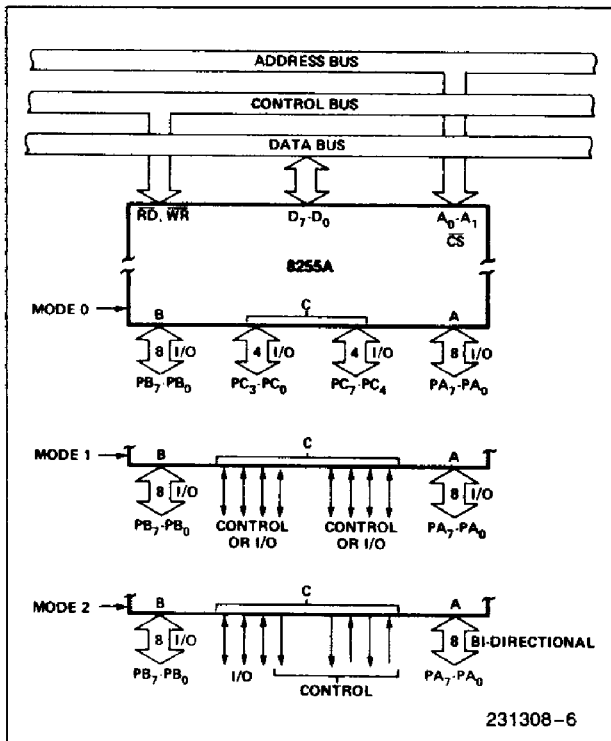 ADDRESS BUS
CONTROL BUS
DATA BUS
RD, WR D7-D0 A0-A1
CS
8255A
MODE 0 B C A
8 I/O 4 I/O 4 I/O 8 I/O
PB7-PB0 PC3-PC0 PC7-PC4 PA7-PA0
MODE 1 B C A
8 I/O CONTROL OR I/O CONTROL OR I/O 8 I/O
PB7-PB0 PA7-PA0
MODE 2 B C A
8 I/O I/O CONTROL 8 BI-DIRECTIONAL
PB7-PB0 PA7-PA0
231308-6